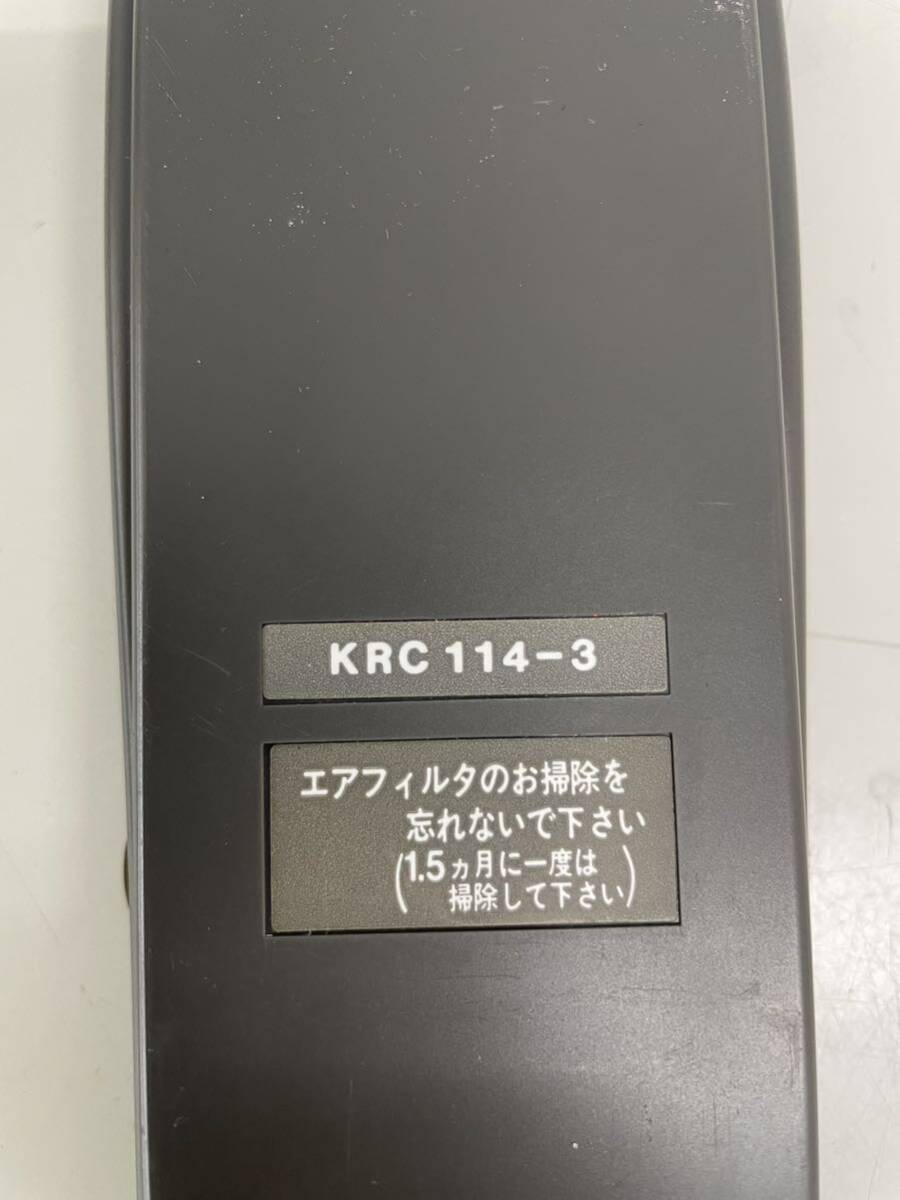 KRC 114-3
エアフィルタのお掃除を
忘れないで下さい
(1.5ヵ月に一度は
掃除して下さい)